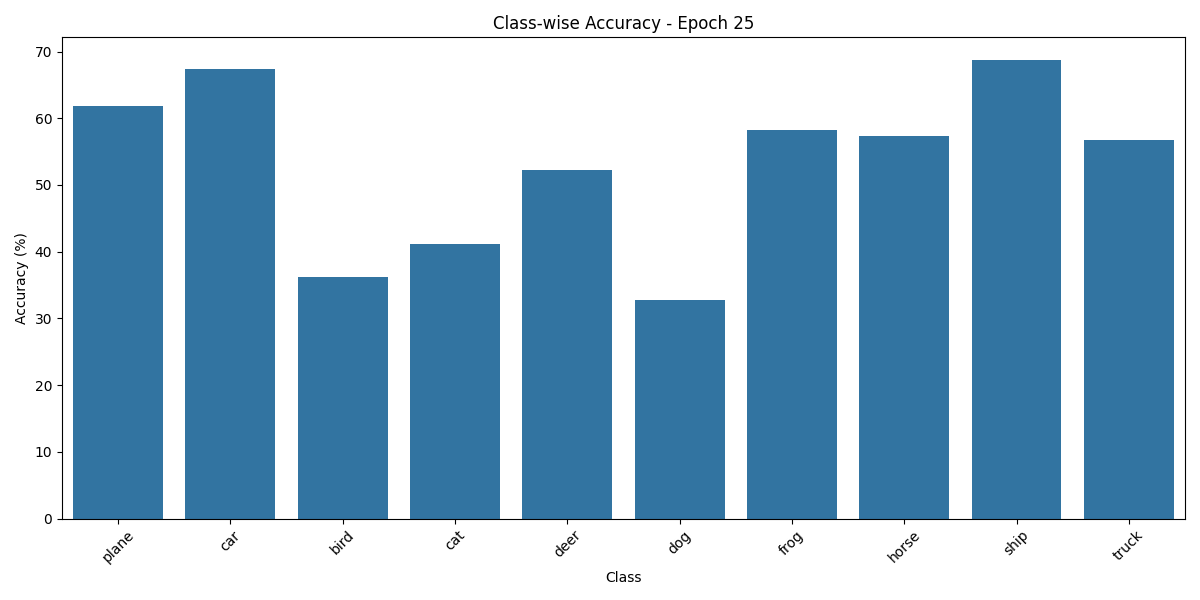 Class-wise Accuracy - Epoch 25
Accuracy (%)
70
60
50
40
30
20
10
0
plane
car
bird
cat
deer
dog
frog
horse
ship
truck
Class